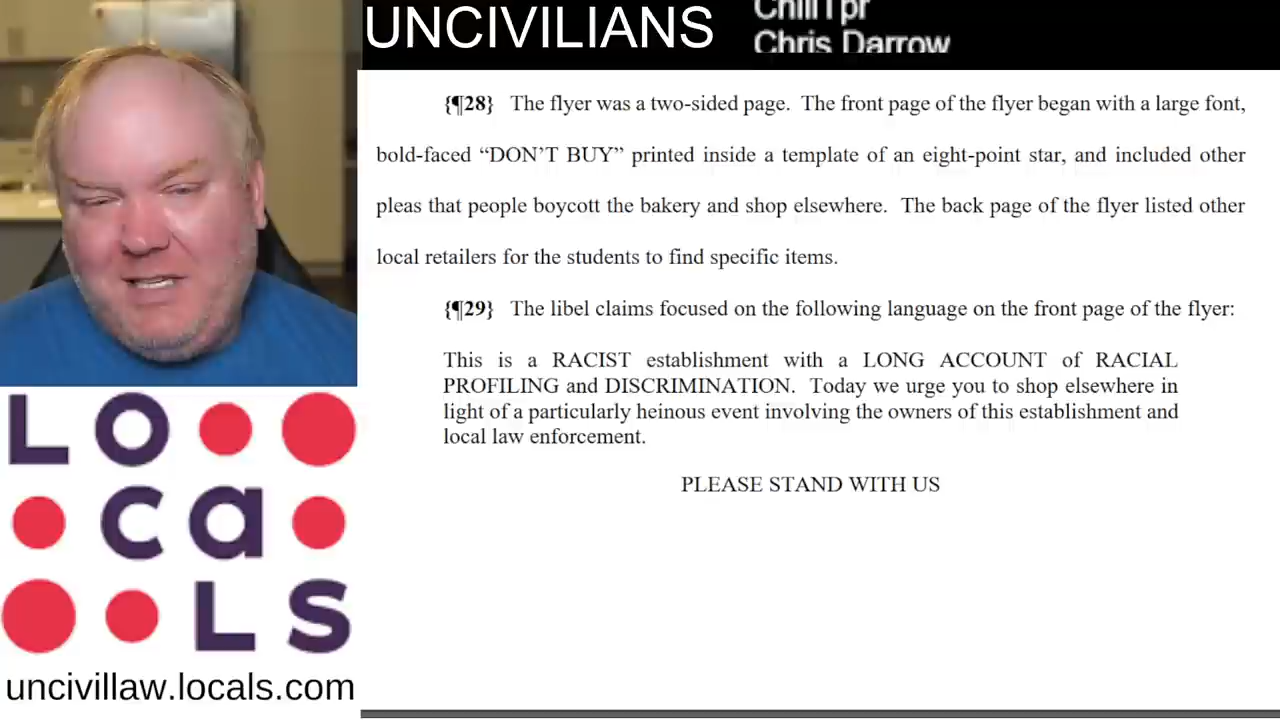 UNCIVILIANS
ChillTpr
Chris Darrow
{¶28} The flyer was a two-sided page. The front page of the flyer began with a large font,
bold-faced “DON’T BUY” printed inside a template of an eight-point star, and included other
pleas that people boycott the bakery and shop elsewhere. The back page of the flyer listed other
local retailers for the students to find specific items.
{¶29} The libel claims focused on the following language on the front page of the flyer:
This is a RACIST establishment with a LONG ACCOUNT of RACIAL
PROFILING and DISCRIMINATION. Today we urge you to shop elsewhere in
light of a particularly heinous event involving the owners of this establishment and
local law enforcement.
PLEASE STAND WITH US
LO
ca
LS
uncivillaw.locals.com